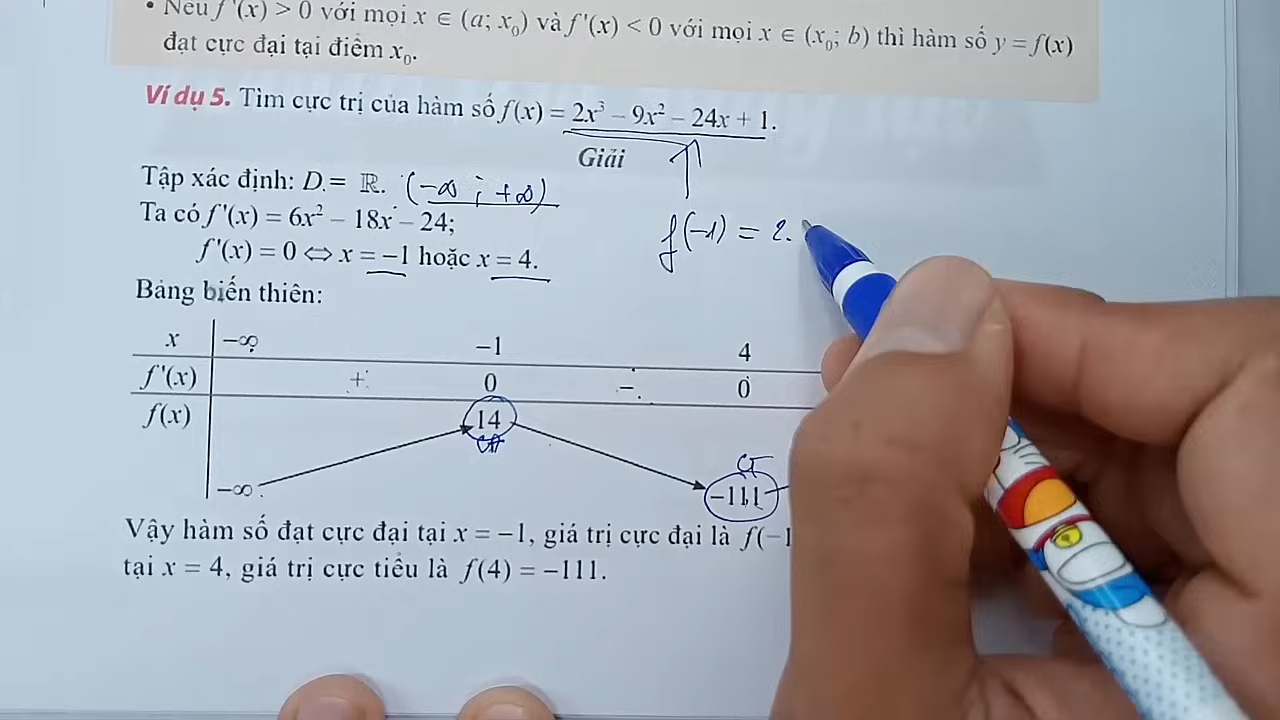 • Nếu f'(x) > 0 với mọi x ∈ (a; x₀) và f'(x) < 0 với mọi x ∈ (x₀; b) thì hàm số y = f(x)
đạt cực đại tại điểm x₀.
Ví dụ 5. Tìm cực trị của hàm số f(x) = 2x³ – 9x² – 24x + 1.
Giải
Tập xác định: D = ℝ. (-∞ ; +∞)
Ta có f'(x) = 6x² – 18x – 24;
f(-1) = 2.
f'(x) = 0 ⇔ x = –1 hoặc x = 4.
Bảng biến thiên:
x –∞ –1 4
f'(x) + 0 – 0
f(x) 14
CĐ
CT
–∞ –111
Vậy hàm số đạt cực đại tại x = –1, giá trị cực đại là f(–1
tại x = 4, giá trị cực tiểu là f(4) = –111.